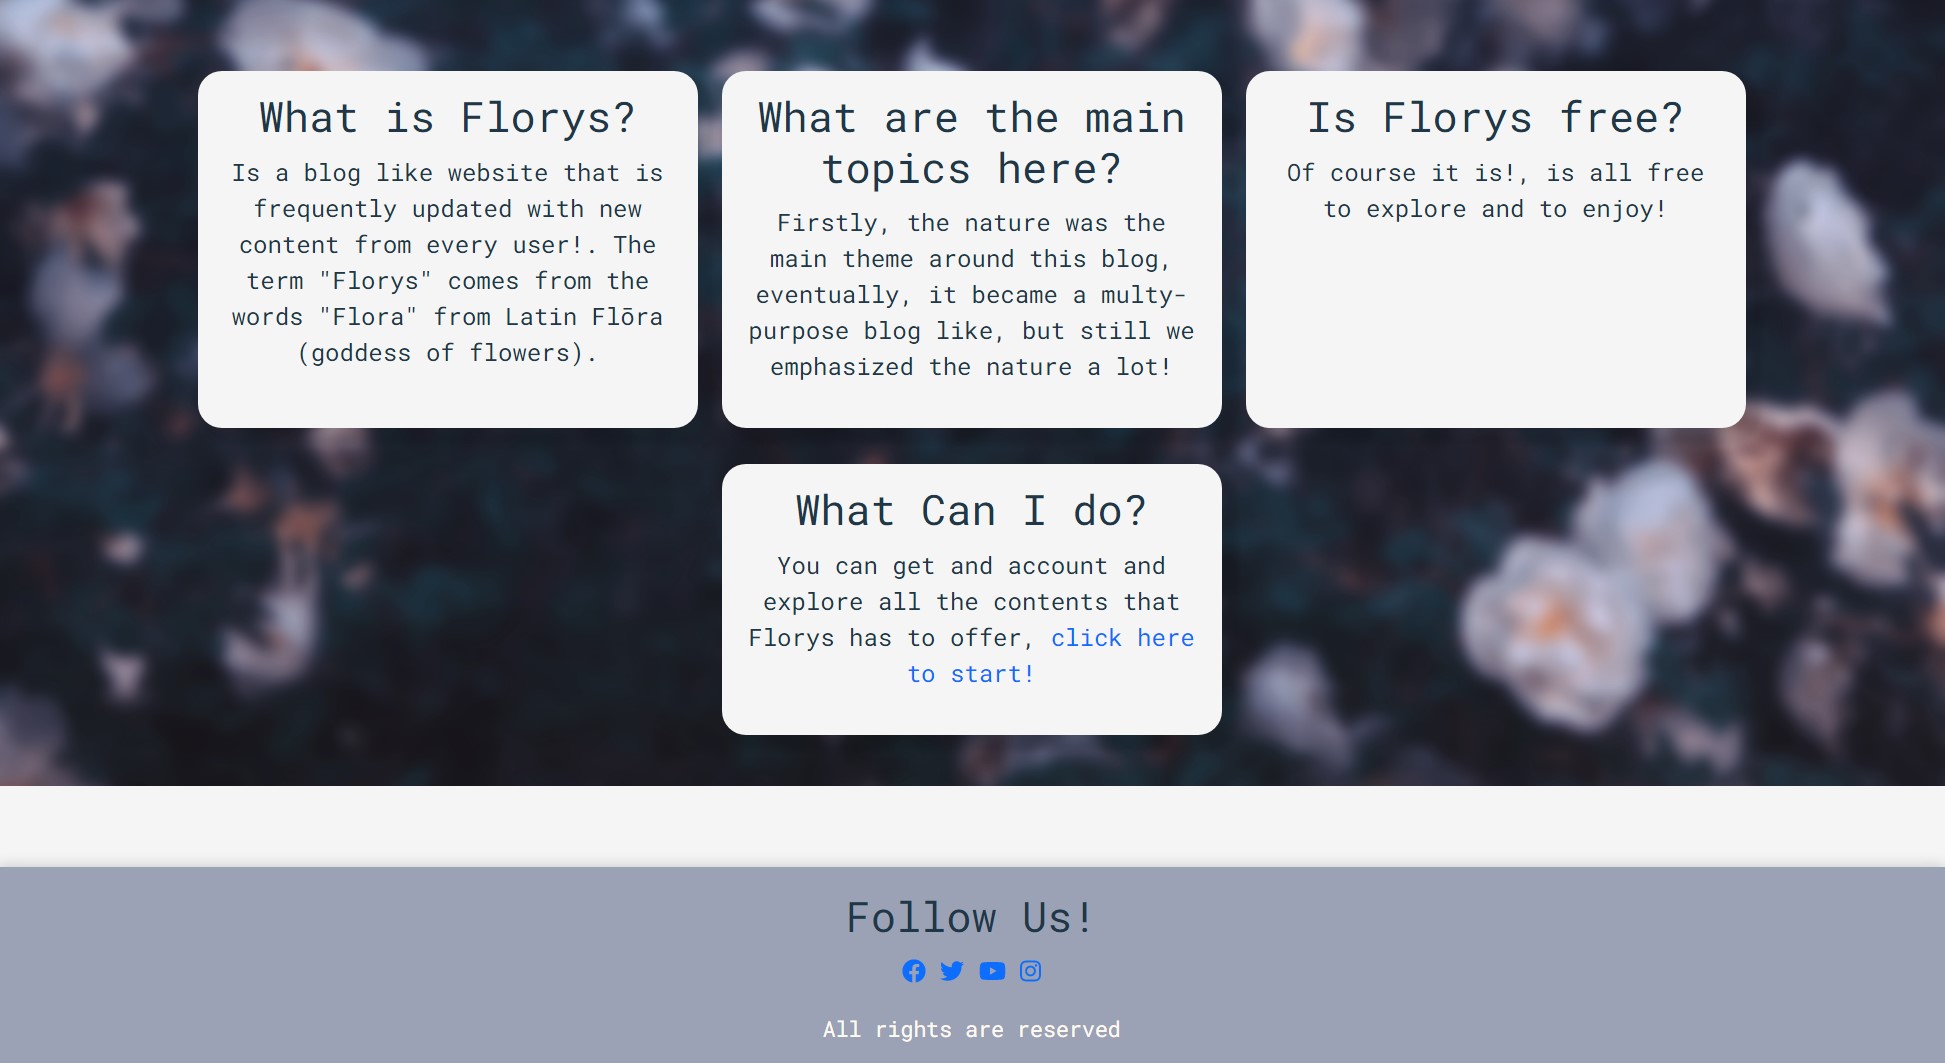 What is Florys?
Is a blog like website that is
frequently updated with new
content from every user!. The
term "Florys" comes from the
words "Flora" from Latin Flōra
(goddess of flowers).
What are the main
topics here?
Firstly, the nature was the
main theme around this blog,
eventually, it became a multy-
purpose blog like, but still we
emphasized the nature a lot!
Is Florys free?
Of course it is!, is all free
to explore and to enjoy!
What Can I do?
You can get and account and
explore all the contents that
Florys has to offer, click here
to start!
Follow Us!
All rights are reserved